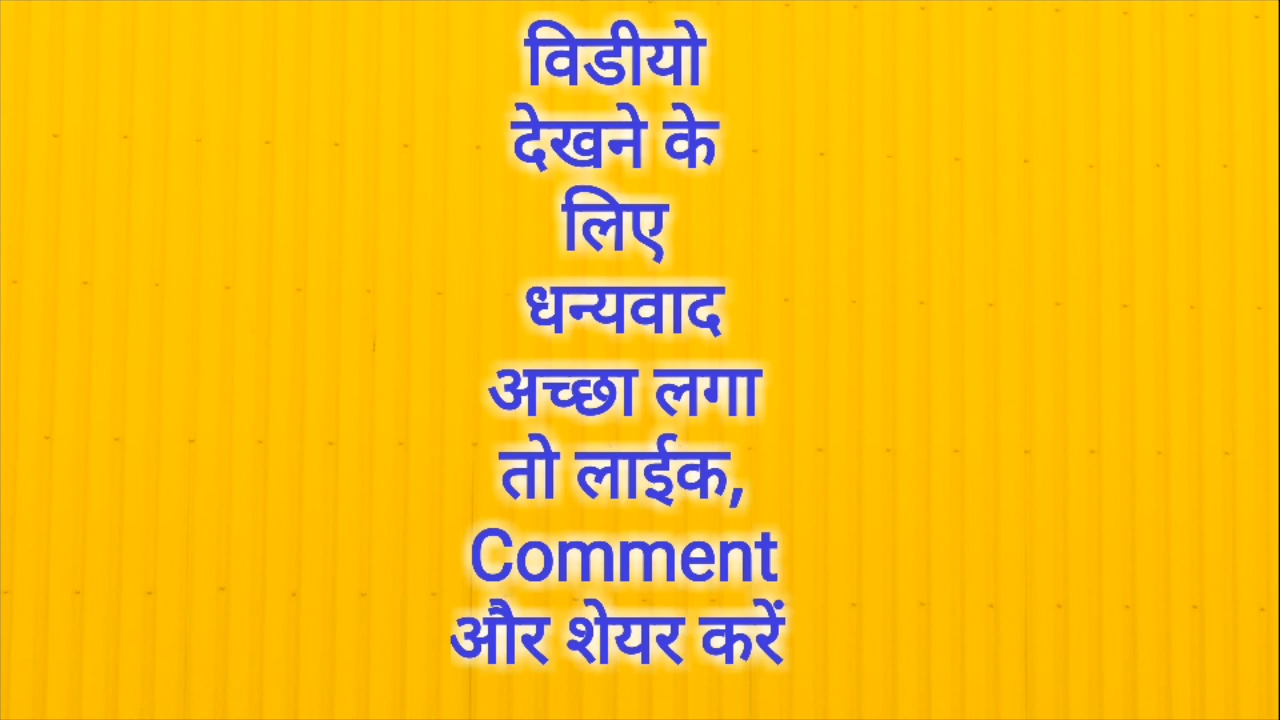 विडीयो
देखने के
लिए
धन्यवाद
अच्छा लगा
तो लाईक,
Comment
और शेयर करें